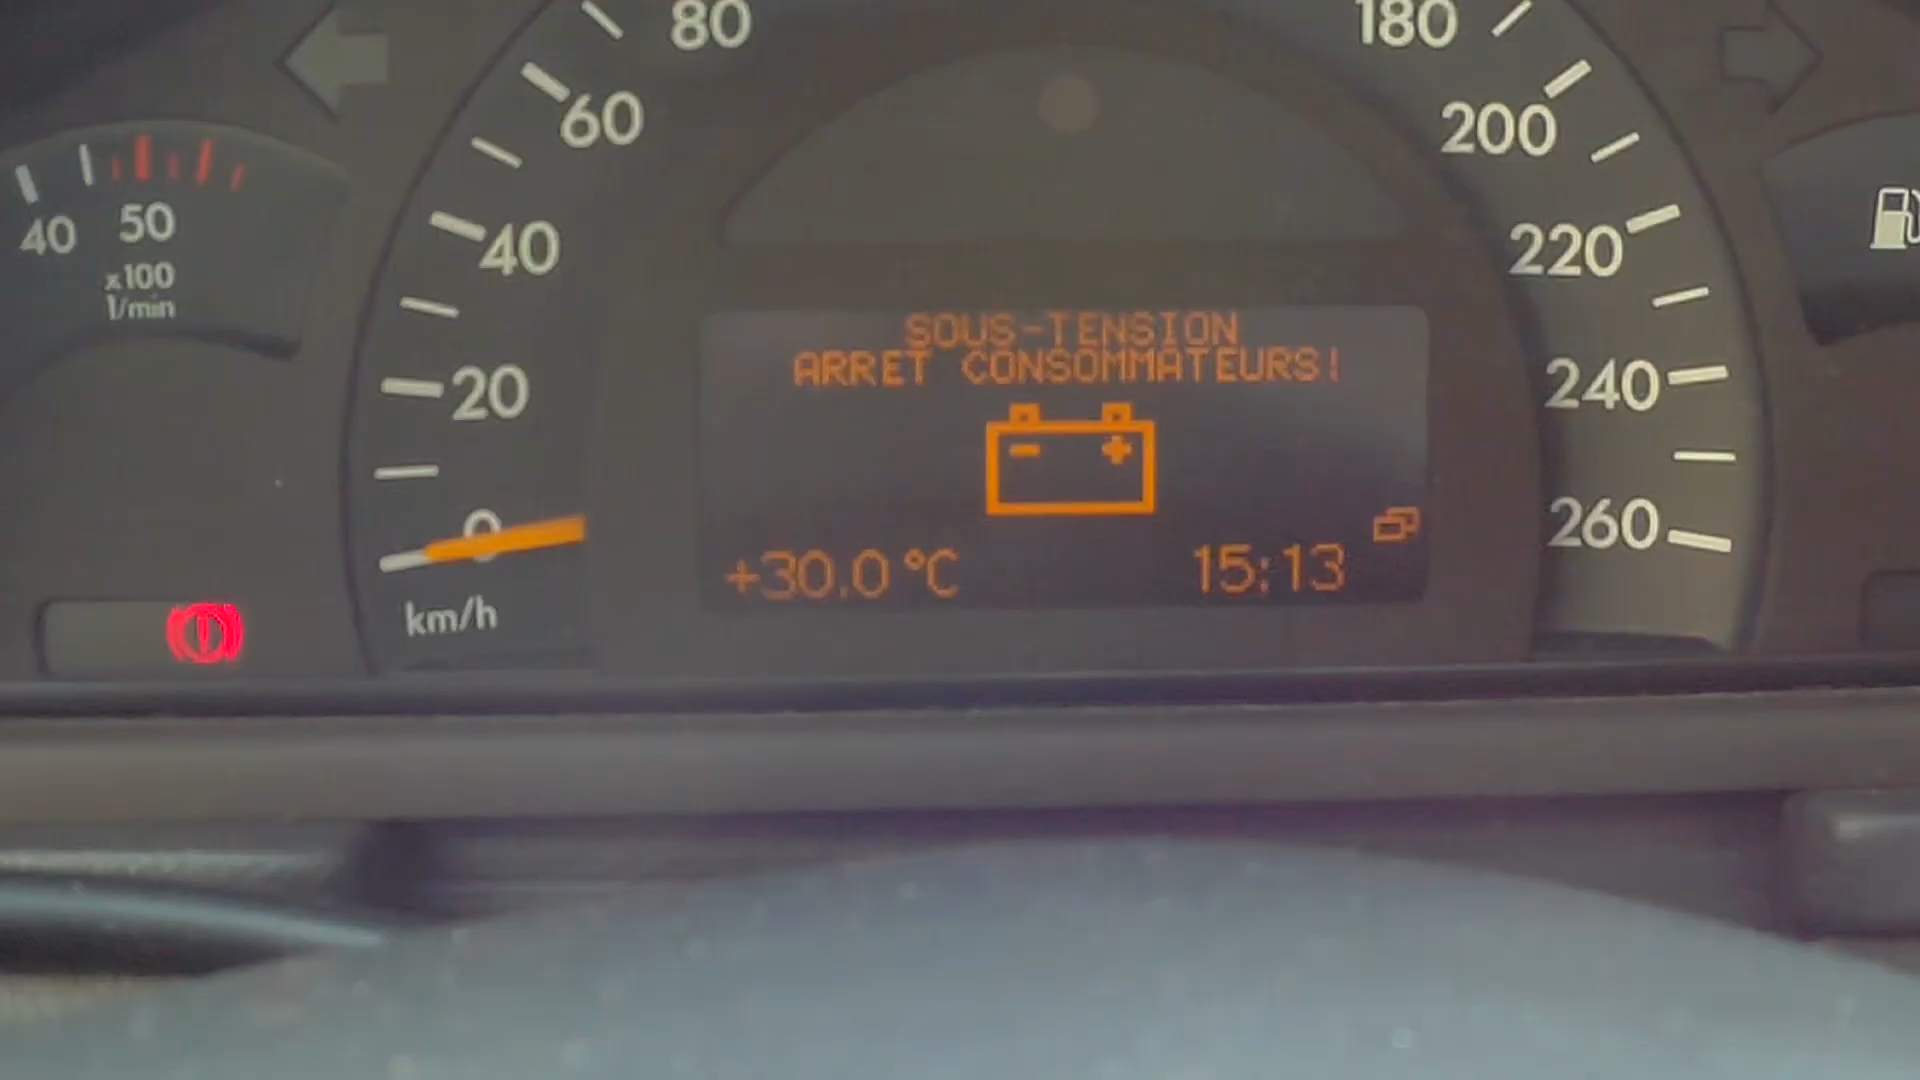 80
180
60
200
40 50
40
220
x100
l/min
SOUS-TENSION
ARRET CONSOMMATEURS!
20
240
- +
0
260
+30.0 °C
15:13
km/h